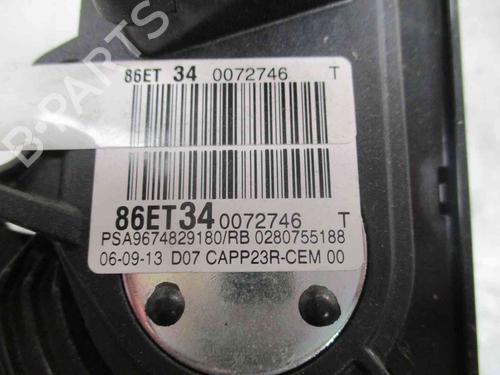 86ET 34 0072746 T
86ET34 0072746 T
PSA9674829180/RB 0280755188
06-09-13 D07 CAPP23R-CEM 00
B-PARTS